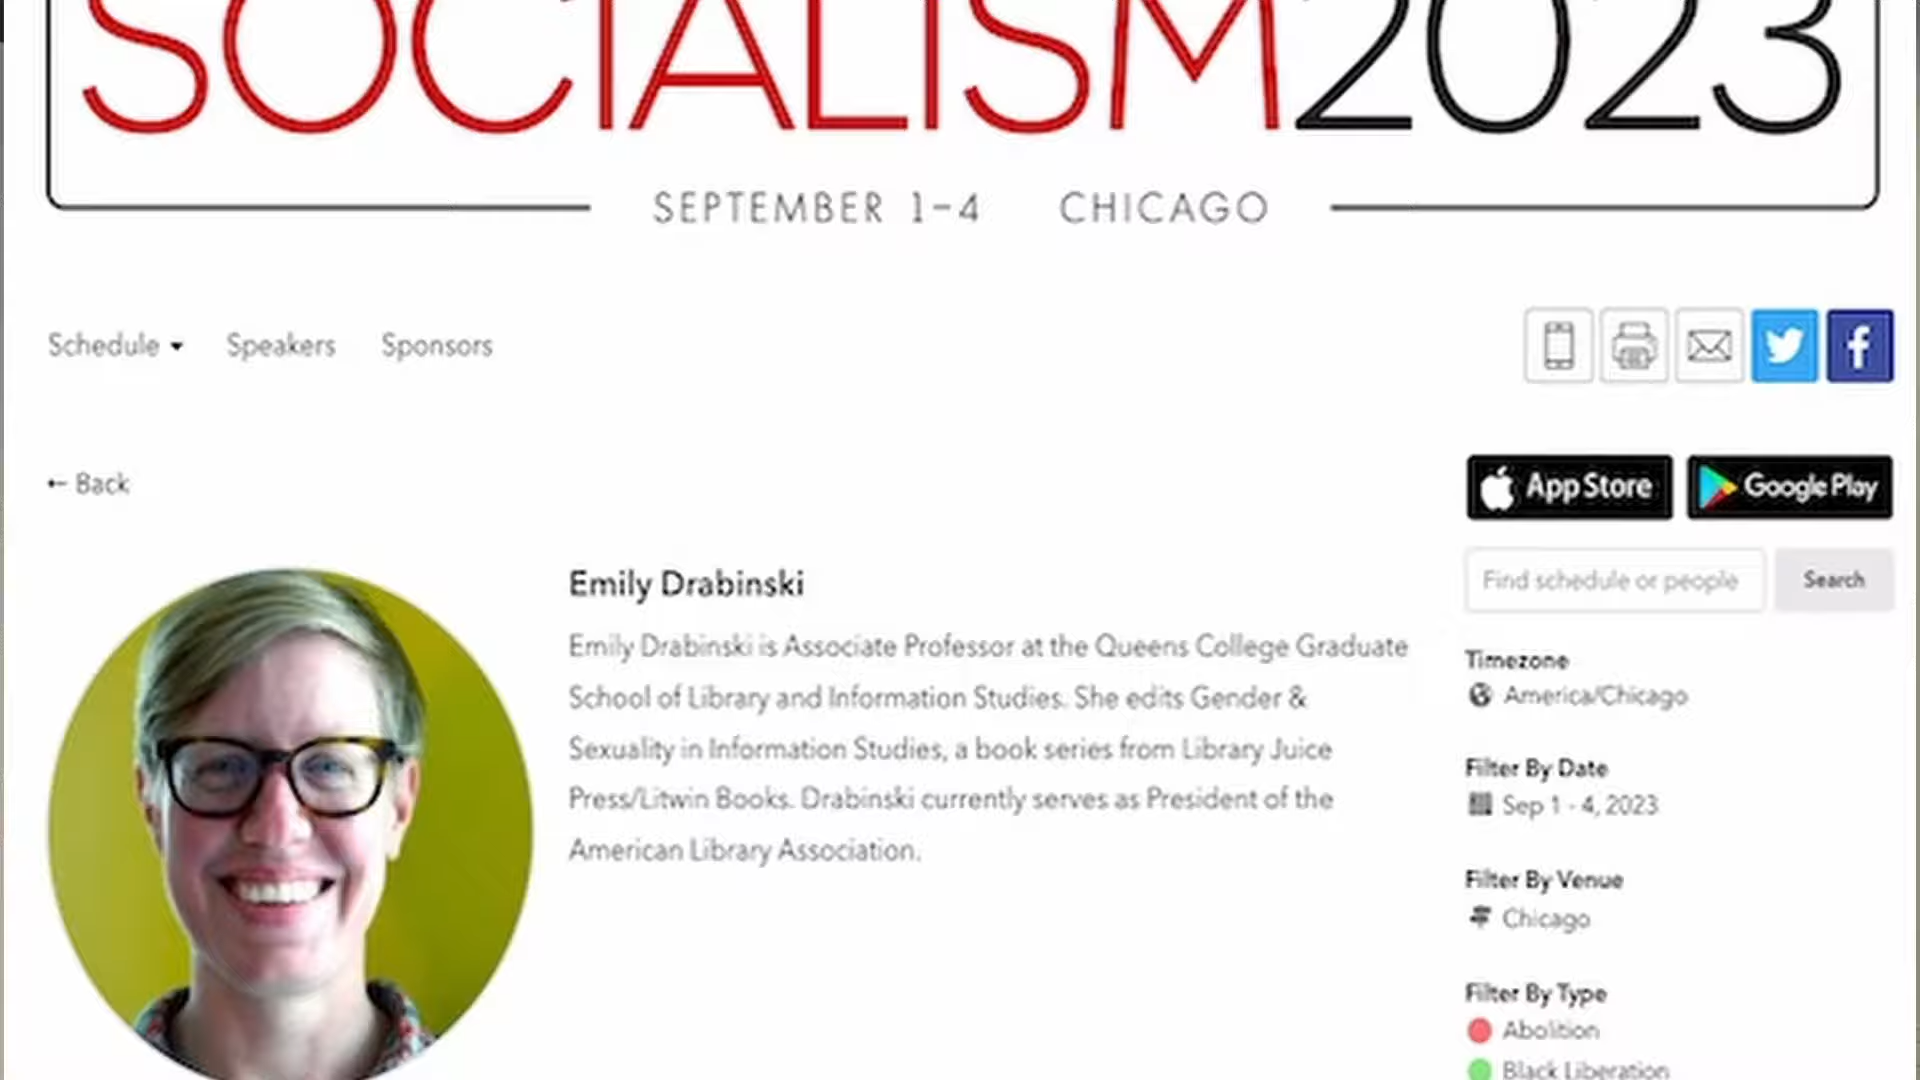 SOCIALISM2023
SEPTEMBER 1-4 CHICAGO
Schedule Speakers Sponsors
← Back
App Store Google Play
Emily Drabinski
Emily Drabinski is Associate Professor at the Queens College Graduate
School of Library and Information Studies. She edits Gender &
Sexuality in Information Studies, a book series from Library Juice
Press/Litwin Books. Drabinski currently serves as President of the
American Library Association.
Find schedule or people Search
Timezone
America/Chicago
Filter By Date
Sep 1 - 4, 2023
Filter By Venue
Chicago
Filter By Type
Abolition
Black Liberation